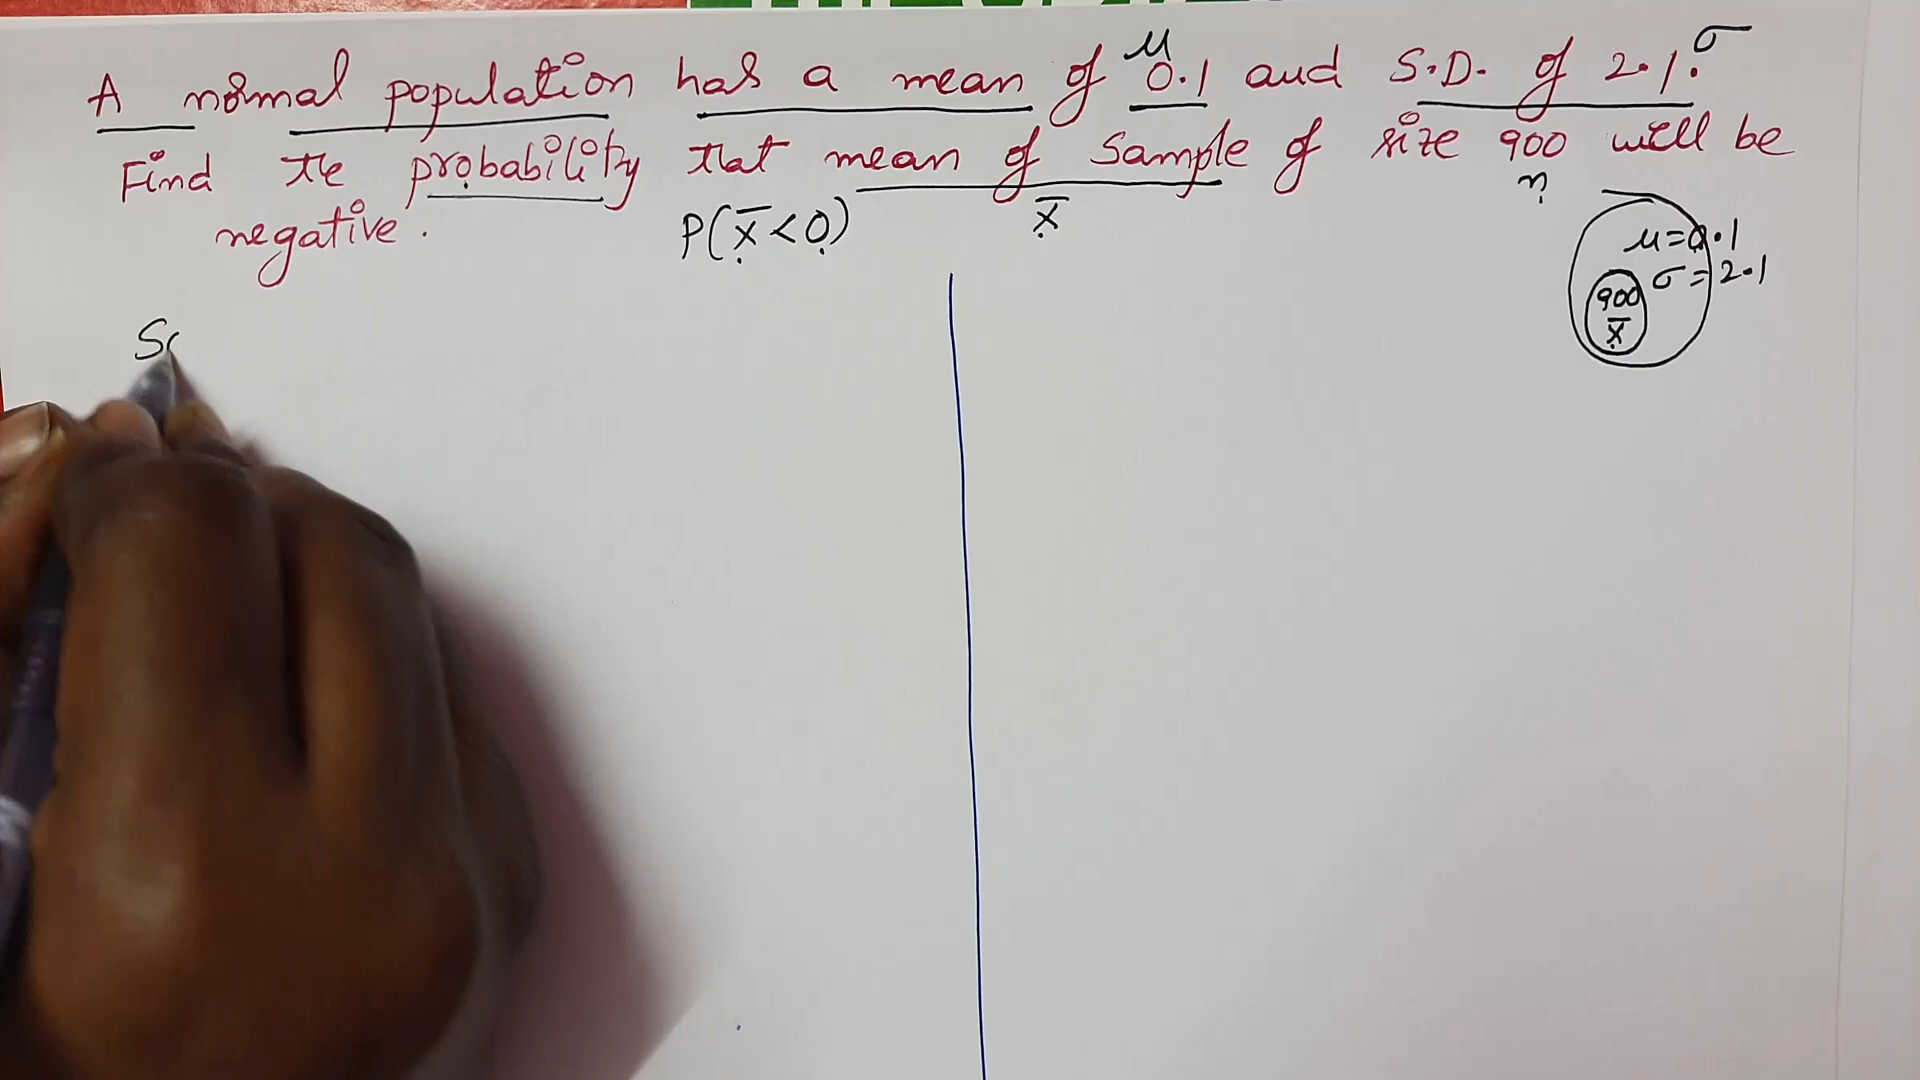 μ σ
A normal population has a mean of 0.1 and S.D. of 2.1.
Find the probability that mean of sample of size 900 will be
n
negative. P(x̄<0) x̄
μ=0.1
σ=2.1
900
x̄
So